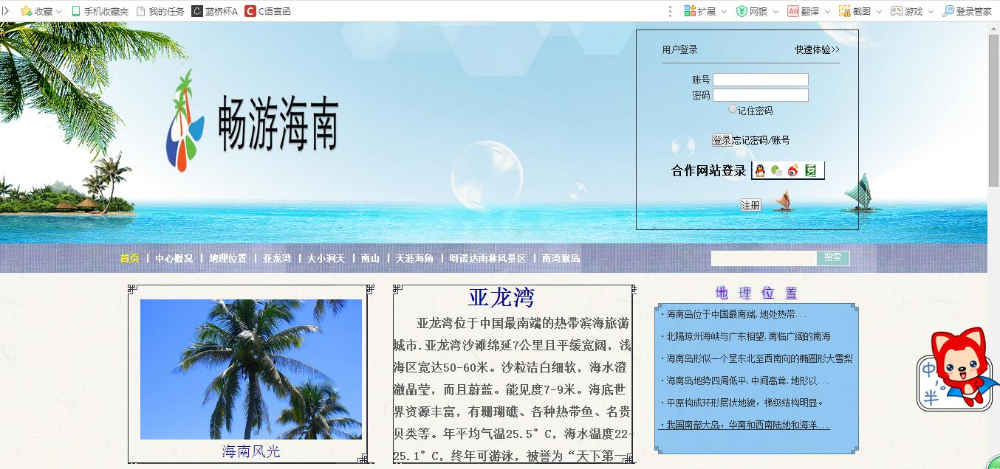 收藏 手机收藏夹 我的任务 蓝桥杯A C语言函 扩展 网银 翻译 截图 游戏 登录管家
畅游海南
用户登录 快速体验>>
账号
密码
记住密码
登录 忘记密码/账号
合作网站登录
注册
首页 | 中心概况 | 地理位置 | 亚龙湾 | 大小洞天 | 南山 | 天涯海角 | 呀诺达雨林风景区 | 南湾猴岛
搜索
海南风光
亚龙湾
亚龙湾位于中国最南端的热带滨海旅游
城市.亚龙湾沙滩绵延7公里且平缓宽阔，浅
海区宽达50-60米。沙粒洁白细软，海水澄
澈晶莹，而且蔚蓝。能见度7-9米。海底世
界资源丰富，有珊瑚礁、各种热带鱼、名贵
贝类等。年平均气温25.5°C，海水温度22-
25.1°C，终年可游泳，被誉为“天下第一
地理位置
·海南岛位于中国最南端,地处热带...
·北隔琼州海峡与广东相望,南临广阔的南海
·海南岛形似一个呈东北至西南向的椭圆形大雪梨
·海南岛地势四周低平,中间高耸,地形以...
·平原构成环形层状地貌，梯级结构明显。
·我国南部大岛，华南和西南陆地和海洋...
中
半